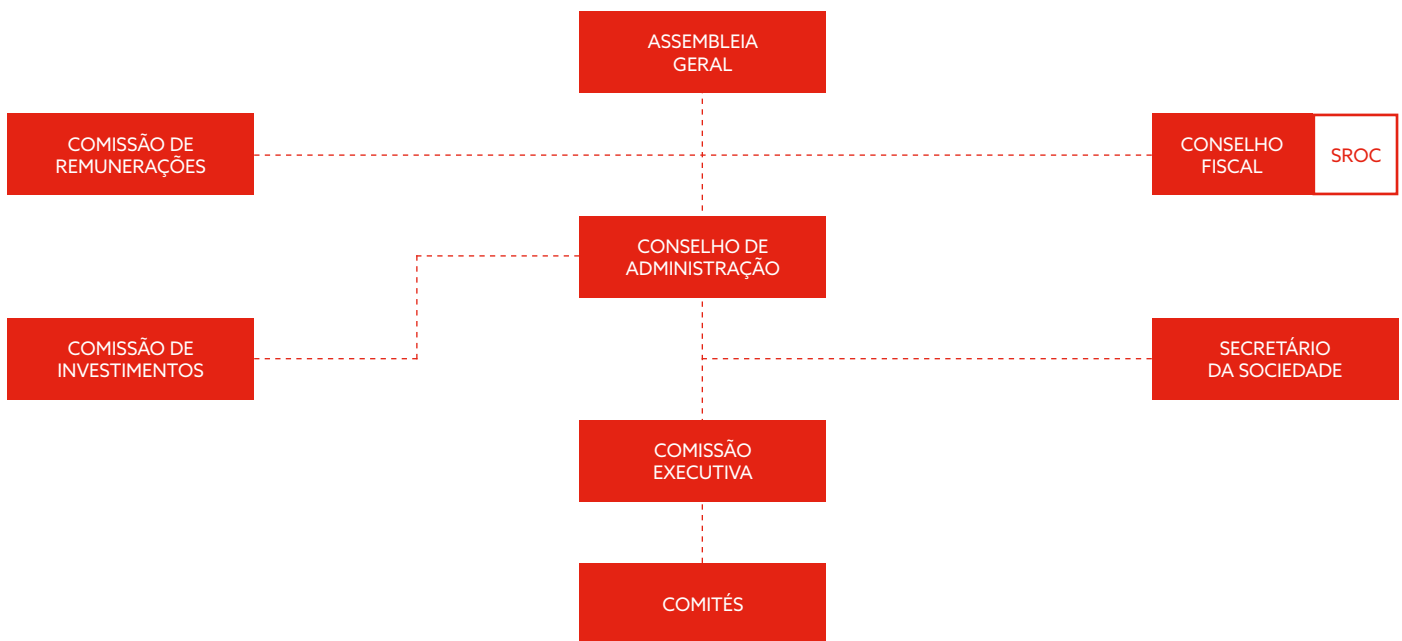 ASSEMBLEIA
GERAL
COMISSÃO DE
REMUNERAÇÕES
CONSELHO
FISCAL
SROC
CONSELHO DE
ADMINISTRAÇÃO
COMISSÃO DE
INVESTIMENTOS
SECRETÁRIO
DA SOCIEDADE
COMISSÃO
EXECUTIVA
COMITÉS